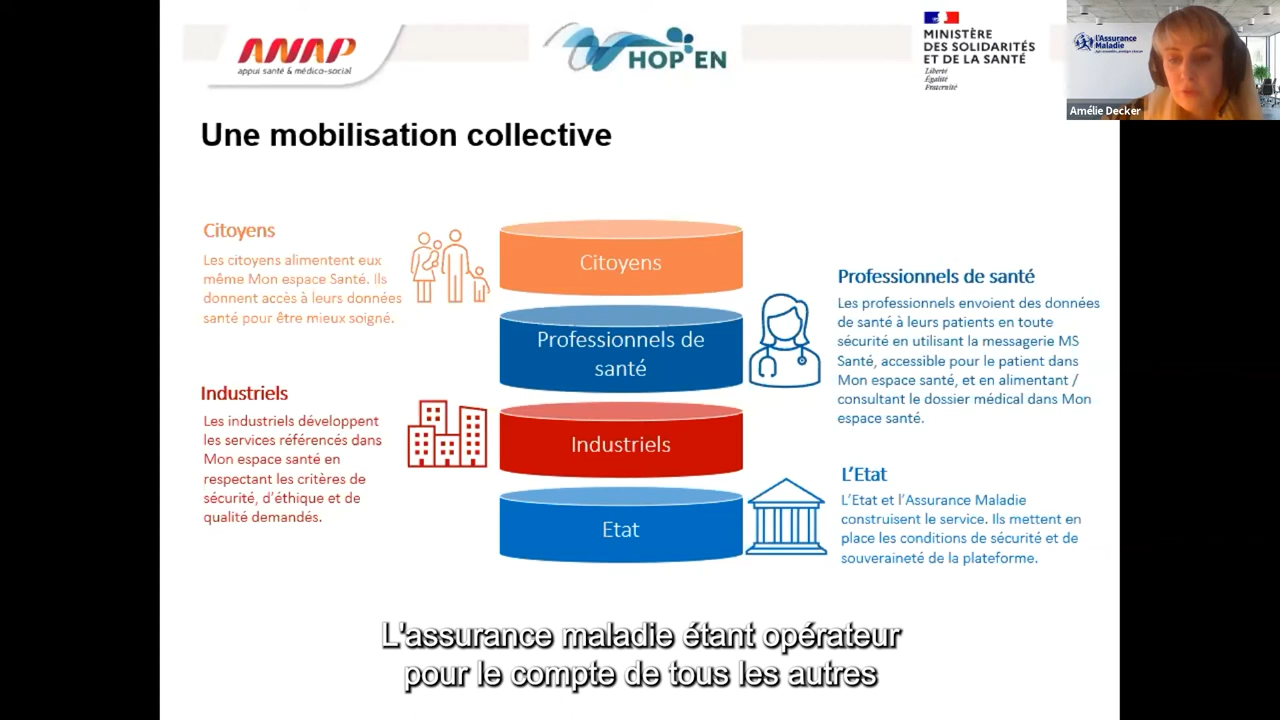 ANAP
appui santé & médico-social
HOP'EN
MINISTÈRE
DES SOLIDARITÉS
ET DE LA SANTÉ
Liberté
Égalité
Fraternité
l'Assurance
Maladie
Amélie Decker
Une mobilisation collective
Citoyens
Les citoyens alimentent eux
même Mon espace Santé. Ils
donnent accès à leurs données
santé pour être mieux soigné.
Citoyens
Professionnels de santé
Les professionnels envoient des données
de santé à leurs patients en toute
sécurité en utilisant la messagerie MS
Santé, accessible pour le patient dans
Mon espace santé, et en alimentant /
consultant le dossier médical dans Mon
espace santé.
Professionnels de
santé
Industriels
Les industriels développent
les services référencés dans
Mon espace santé en
respectant les critères de
sécurité, d'éthique et de
qualité demandés.
Industriels
L'Etat
L'Etat et l'Assurance Maladie
construisent le service. Ils mettent en
place les conditions de sécurité et de
souveraineté de la plateforme.
Etat
L'assurance maladie étant opérateur
pour le compte de tous les autres